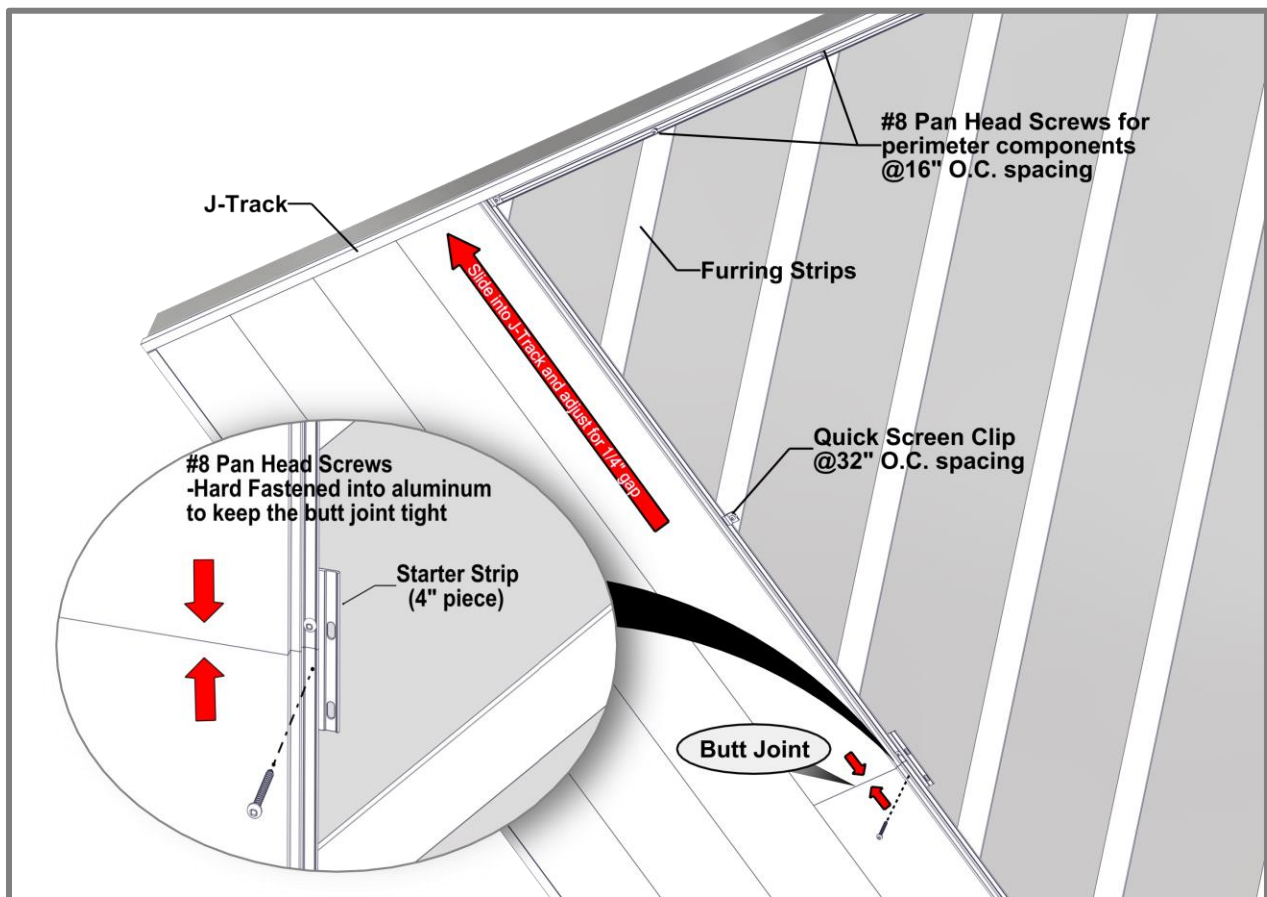 #8 Pan Head Screws for
perimeter components
@16" O.C. spacing
J-Track
Furring Strips
Slide into J-Track and adjust for 1/4" gap
Quick Screen Clip
@32" O.C. spacing
#8 Pan Head Screws
-Hard Fastened into aluminum
to keep the butt joint tight
Starter Strip
(4" piece)
Butt Joint